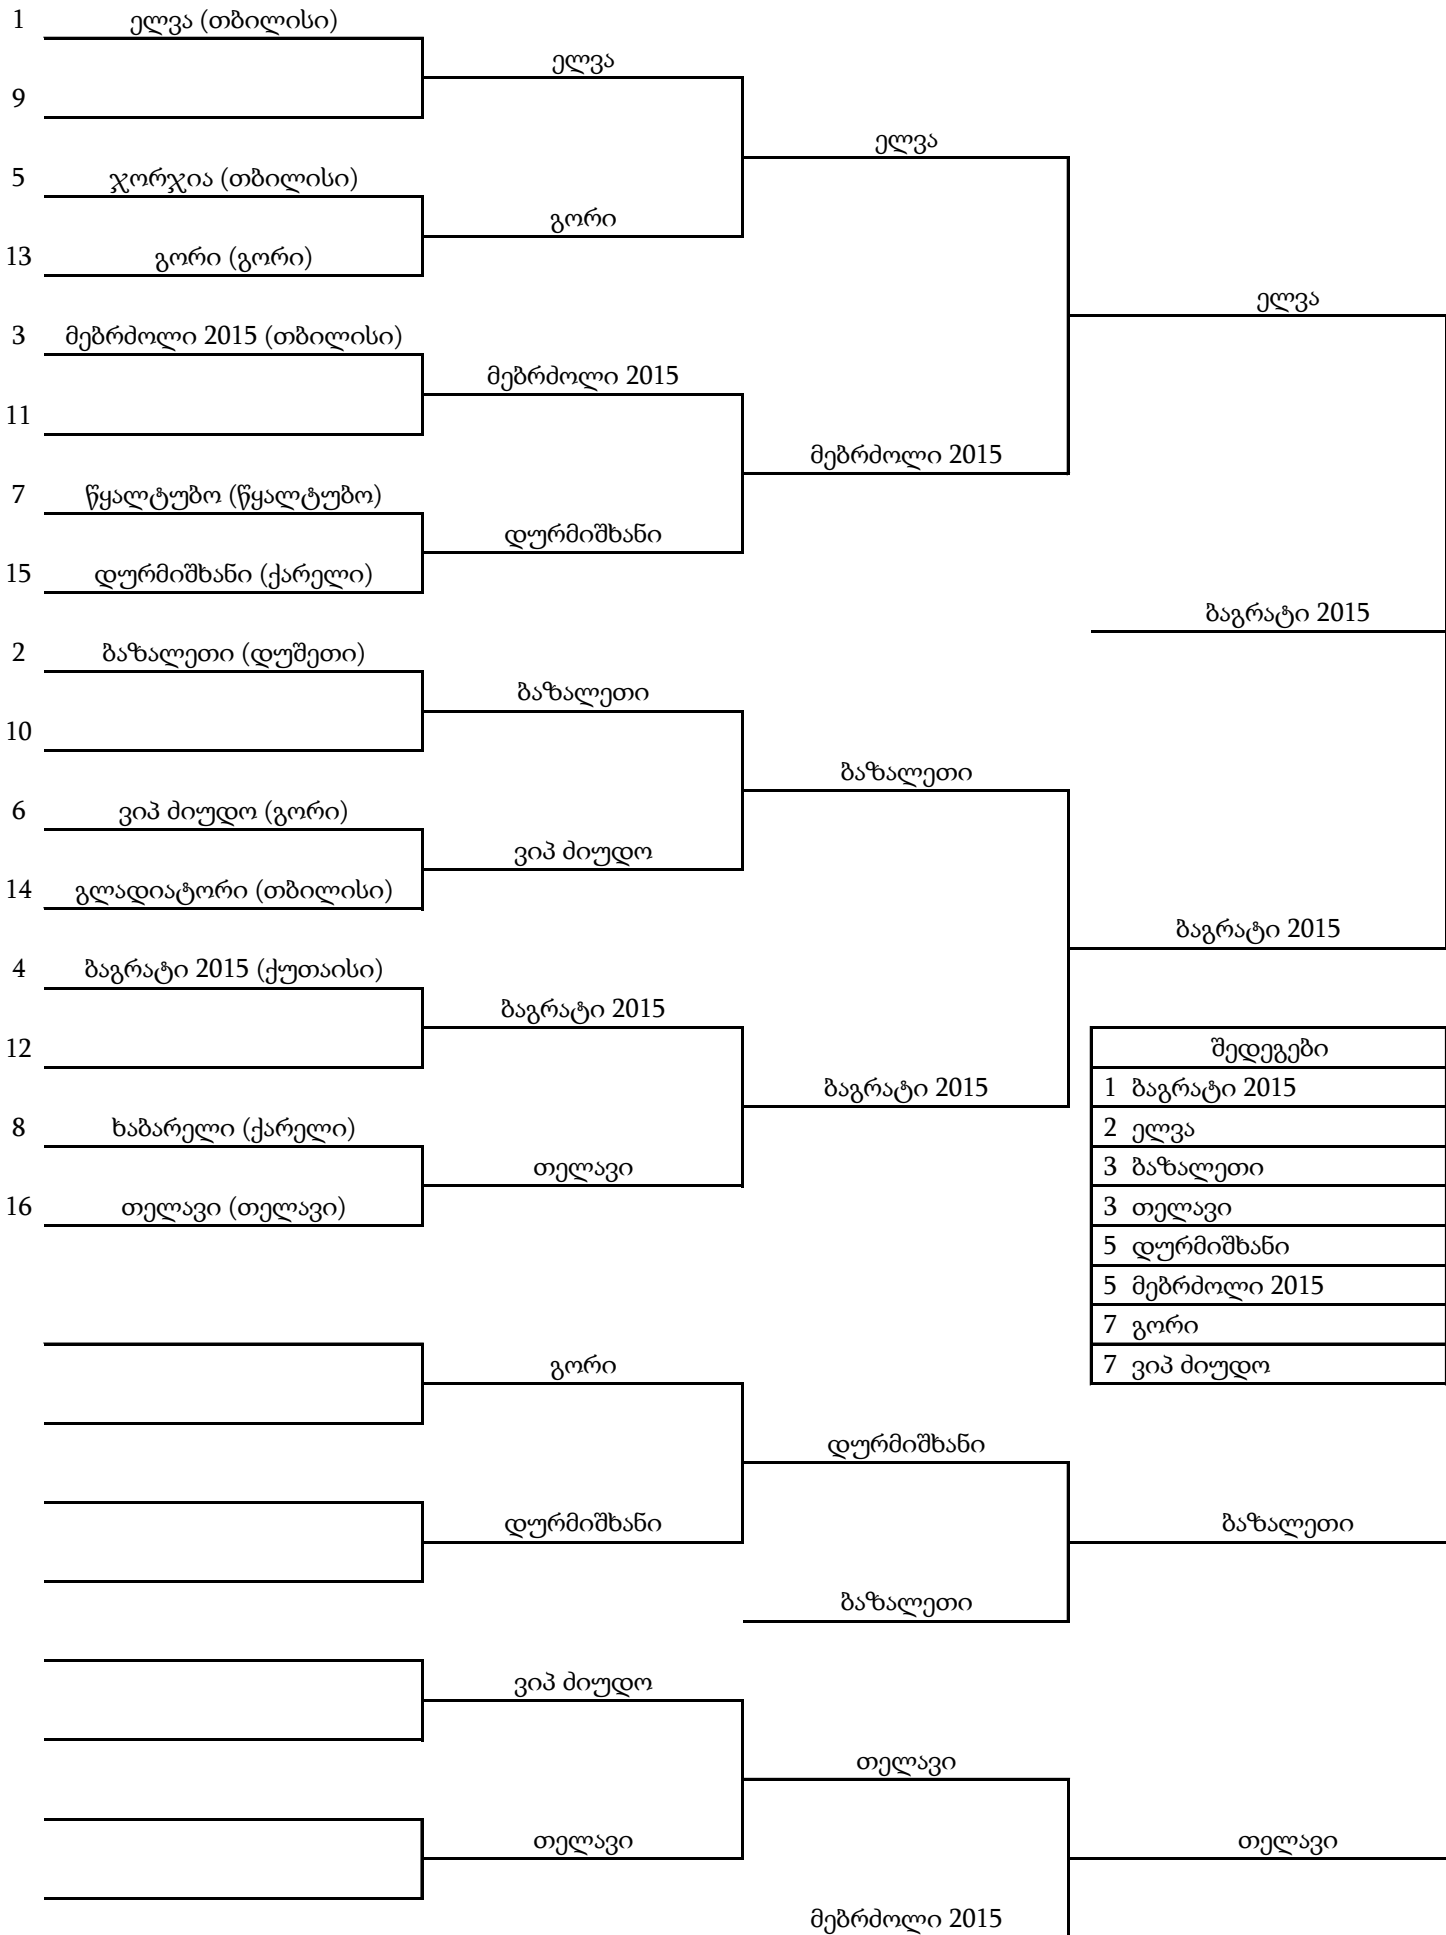 1 ელვა (თბილისი)
ელვა
9
ელვა
5 ჯორჯია (თბილისი)
გორი
13 გორი (გორი)
ელვა
3 მებრძოლი 2015 (თბილისი)
მებრძოლი 2015
11
მებრძოლი 2015
7 წყალტუბო (წყალტუბო)
დურმიშხანი
15 დურმიშხანი (ქარელი)
ბაგრატი 2015
2 ბაზალეთი (დუშეთი)
ბაზალეთი
10
ბაზალეთი
6 ვიპ ძიუდო (გორი)
ვიპ ძიუდო
14 გლადიატორი (თბილისი)
ბაგრატი 2015
4 ბაგრატი 2015 (ქუთაისი)
ბაგრატი 2015
12
ბაგრატი 2015
8 ხაბარელი (ქარელი)
თელავი
16 თელავი (თელავი)
შედეგები
1 ბაგრატი 2015
2 ელვა
3 ბაზალეთი
3 თელავი
5 დურმიშხანი
5 მებრძოლი 2015
7 გორი
7 ვიპ ძიუდო
გორი
დურმიშხანი
დურმიშხანი
ბაზალეთი
ბაზალეთი
ვიპ ძიუდო
თელავი
თელავი
თელავი
მებრძოლი 2015